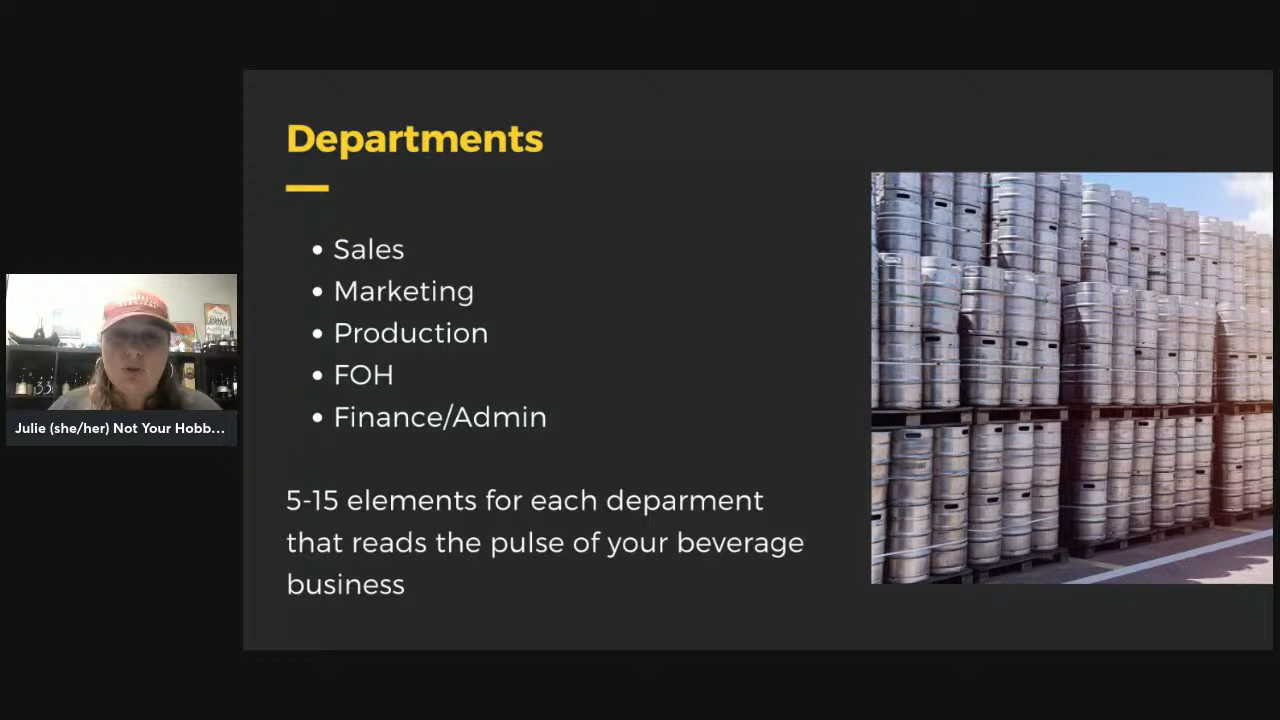 Departments
• Sales
• Marketing
• Production
• FOH
• Finance/Admin
5-15 elements for each deparment
that reads the pulse of your beverage
business
Julie (she/her) Not Your Hobb...